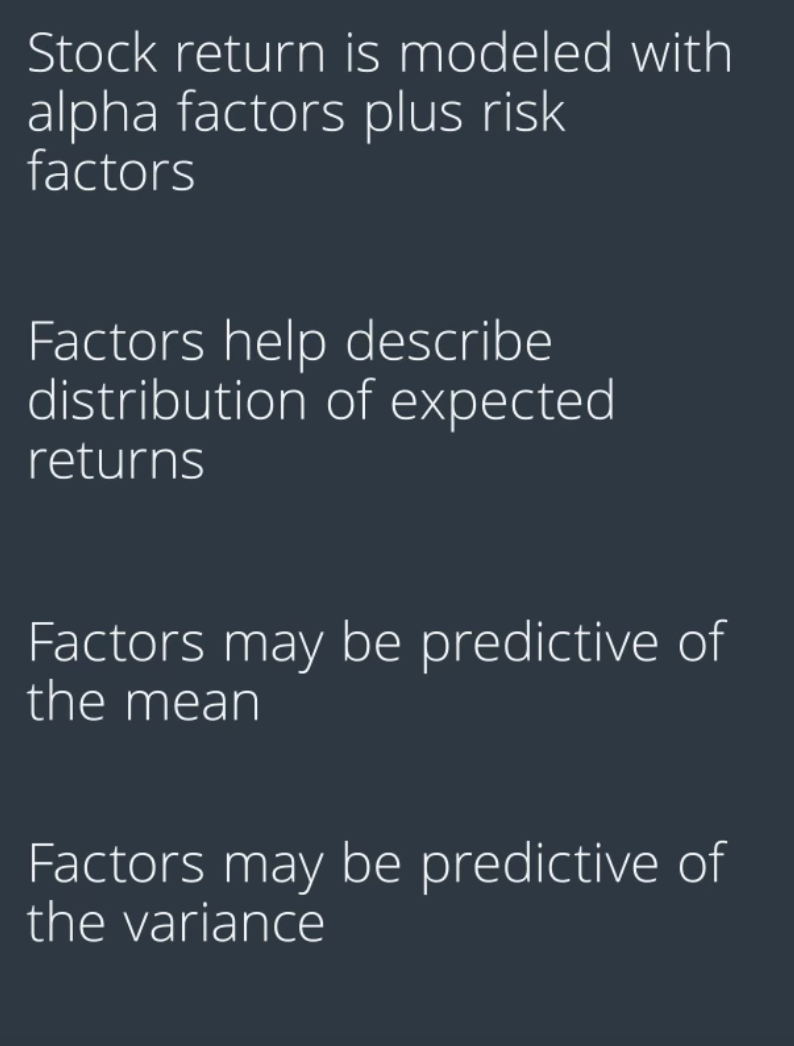 Stock return is modeled with
alpha factors plus risk
factors
Factors help describe
distribution of expected
returns
Factors may be predictive of
the mean
Factors may be predictive of
the variance